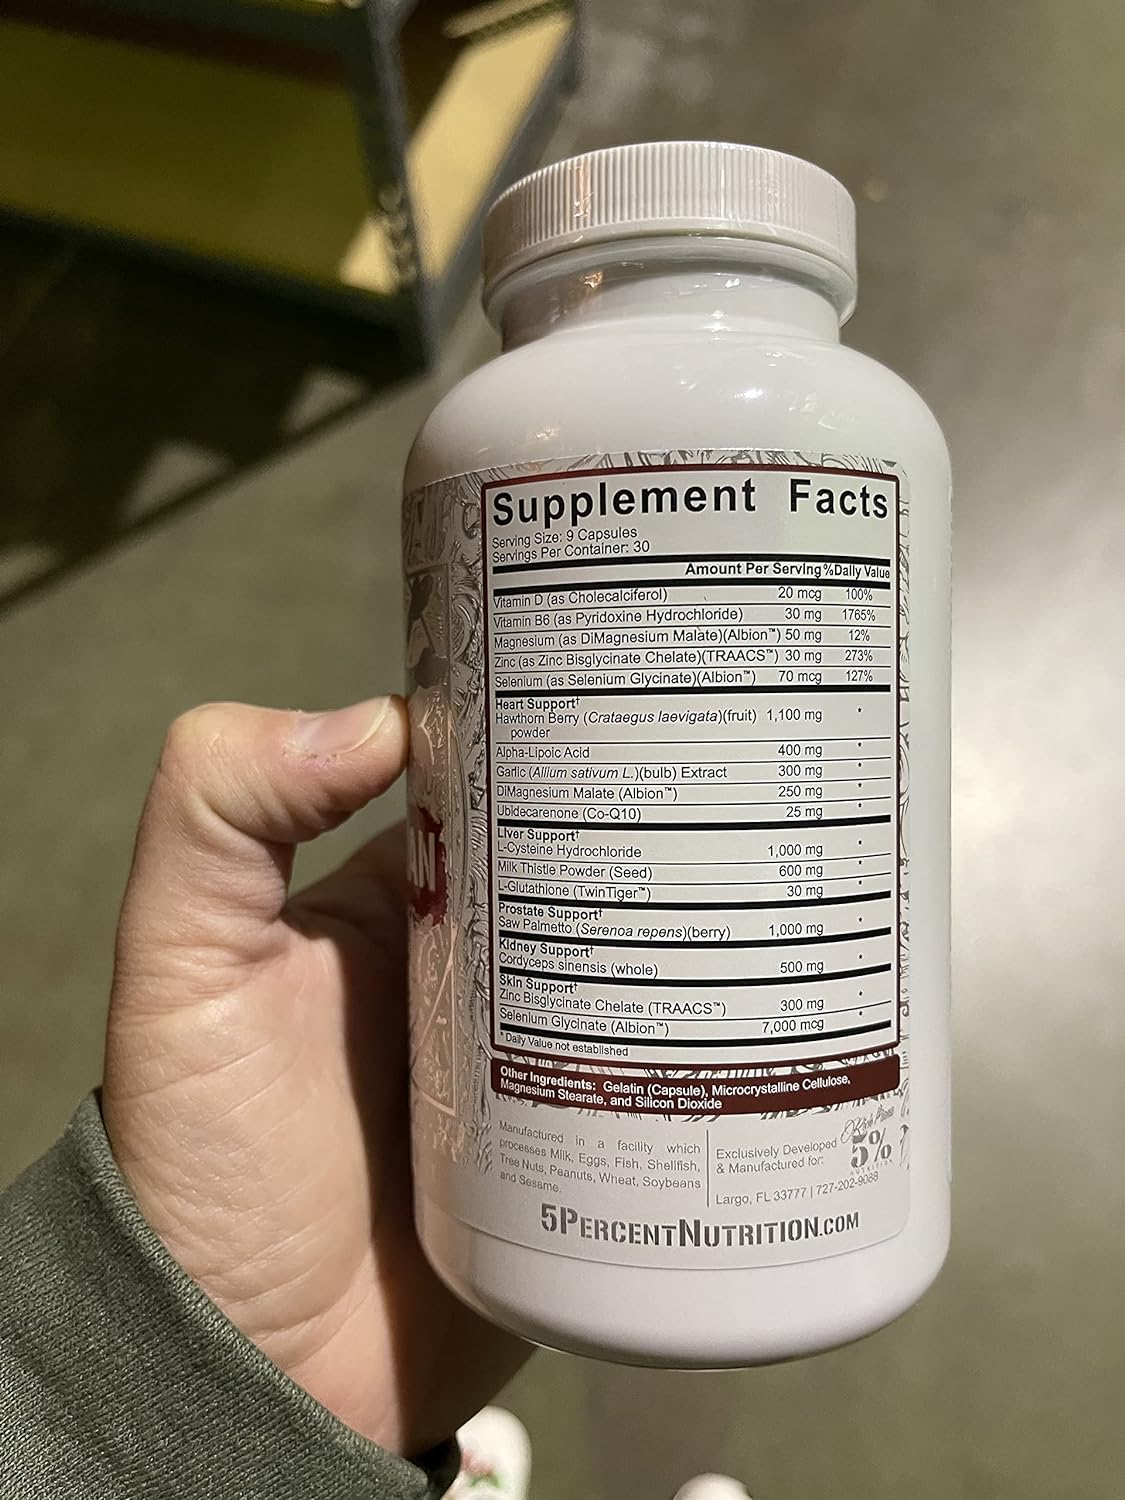 Supplement Facts
Serving Size: 9 Capsules
Servings Per Container: 30
Amount Per Serving %Daily Value
Vitamin D (as Cholecalciferol) 20 mcg 100%
Vitamin B6 (as Pyridoxine Hydrochloride) 30 mg 1765%
Magnesium (as DiMagnesium Malate)(Albion™) 50 mg 12%
Zinc (as Zinc Bisglycinate Chelate)(TRAACS™) 30 mg 273%
Selenium (as Selenium Glycinate)(Albion™) 70 mcg 127%
Heart Support†
Hawthorn Berry (Crataegus laevigata)(fruit) 1,100 mg *
powder
Alpha-Lipoic Acid 400 mg *
Garlic (Allium sativum L.)(bulb) Extract 300 mg *
DiMagnesium Malate (Albion™) 250 mg *
Ubidecarenone (Co-Q10) 25 mg *
Liver Support†
L-Cysteine Hydrochloride 1,000 mg *
Milk Thistle Powder (Seed) 600 mg *
L-Glutathione (TwinTiger™) 30 mg *
Prostate Support†
Saw Palmetto (Serenoa repens)(berry) 1,000 mg *
Kidney Support†
Cordyceps sinensis (whole) 500 mg *
Skin Support†
Zinc Bisglycinate Chelate (TRAACS™) 300 mg *
Selenium Glycinate (Albion™) 7,000 mcg *
* Daily Value not established
Other Ingredients: Gelatin (Capsule), Microcrystalline Cellulose,
Magnesium Stearate, and Silicon Dioxide
Manufactured in a facility which
processes Milk, Eggs, Fish, Shellfish,
Tree Nuts, Peanuts, Wheat, Soybeans
and Sesame.
Exclusively Developed
& Manufactured for:
5%
NUTRITION
Largo, FL 33777 | 727-202-9088
5PERCENTNUTRITION.COM
AN